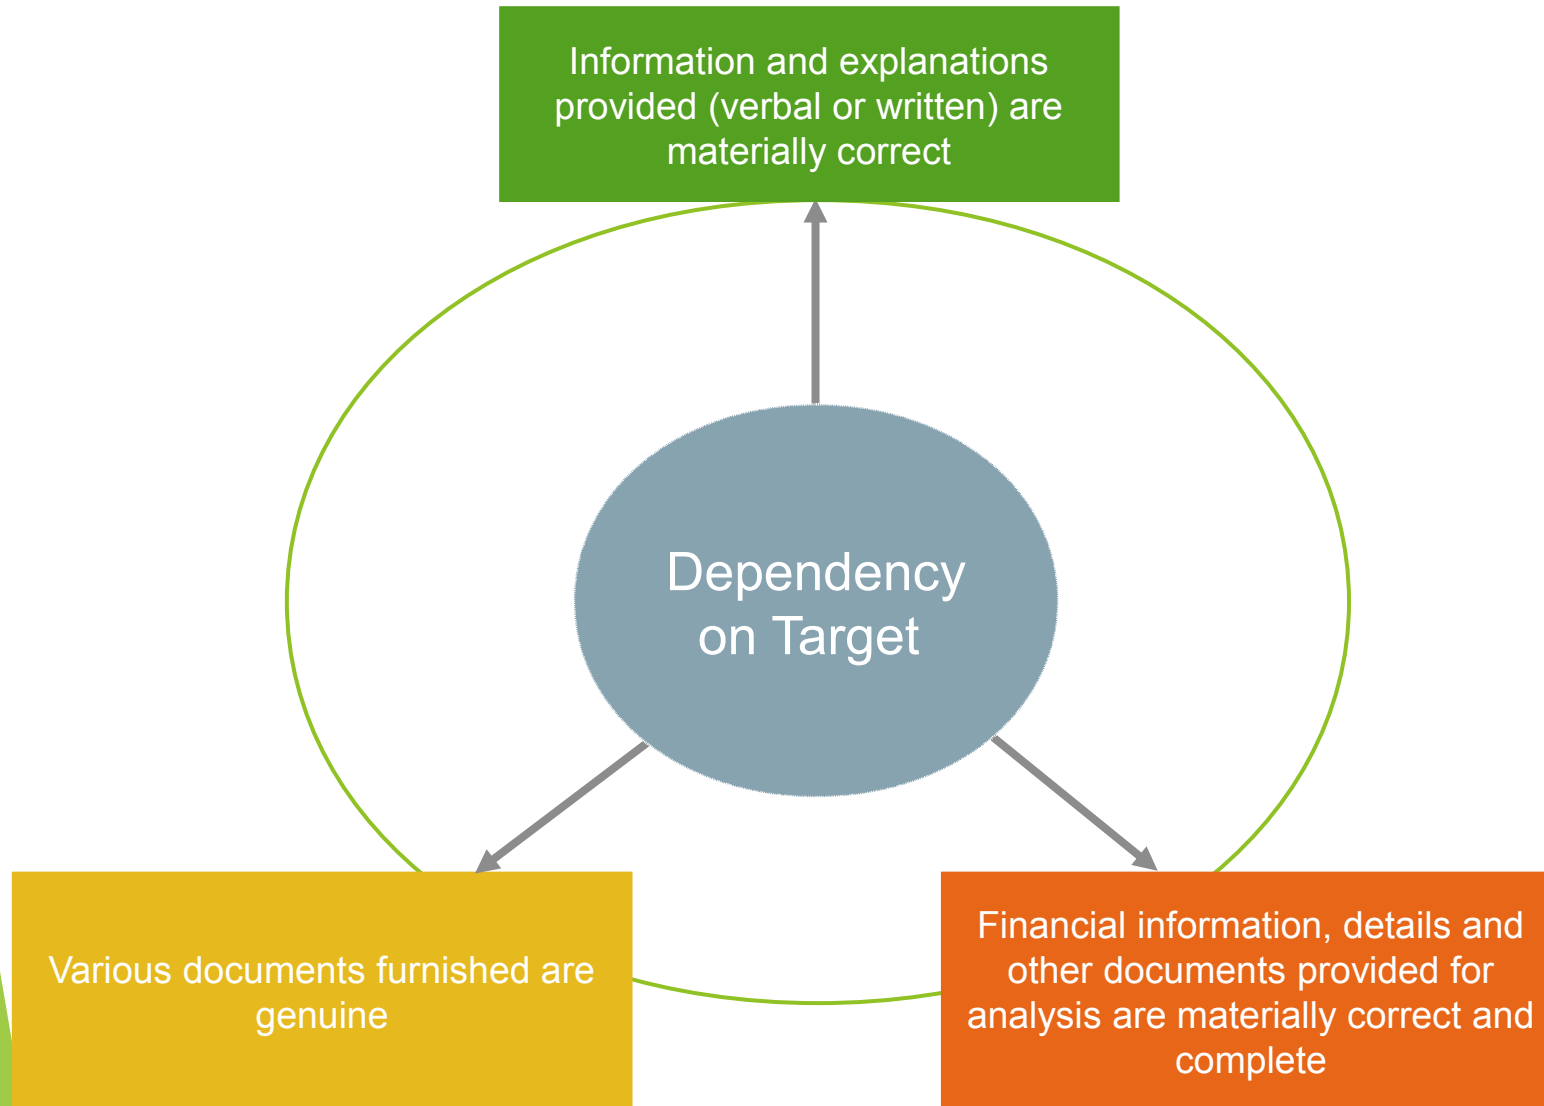 Information and explanations
provided (verbal or written) are
materially correct
Dependency
on Target
Various documents furnished are
genuine
Financial information, details and
other documents provided for
analysis are materially correct and
complete